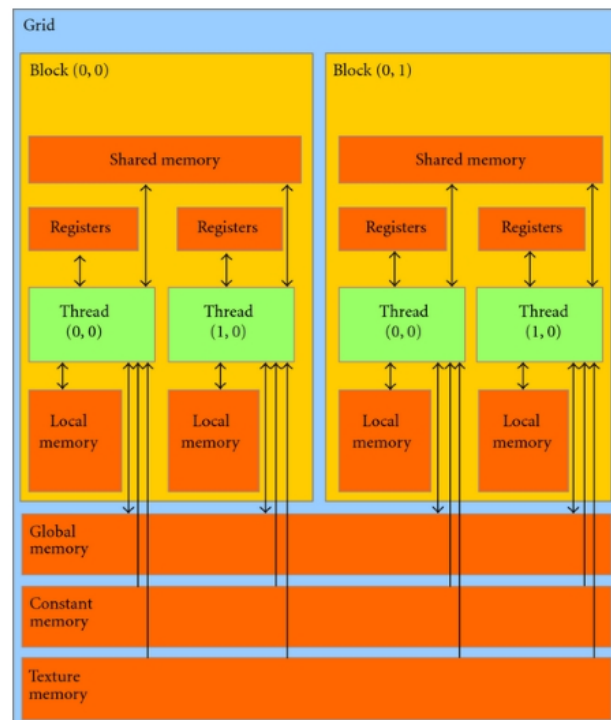 Grid
Block (0, 0)
Shared memory
Registers
Registers
Thread
(0, 0)
Thread
(1, 0)
Local
memory
Local
memory
Block (0, 1)
Shared memory
Registers
Registers
Thread
(0, 0)
Thread
(1, 0)
Local
memory
Local
memory
Global
memory
Constant
memory
Texture
memory